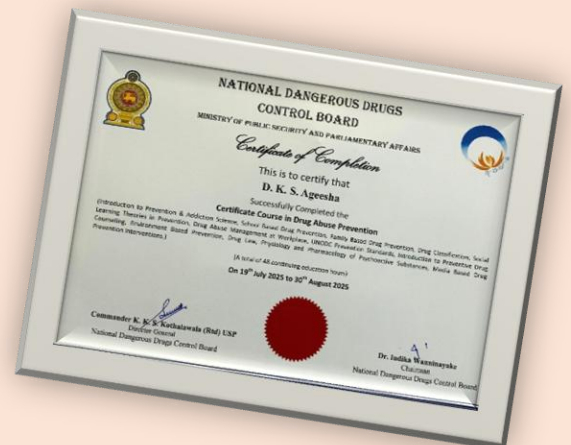 NATIONAL DANGEROUS DRUGS
CONTROL BOARD
MINISTRY OF PUBLIC SECURITY AND PARLIAMENTARY AFFAIRS
Certificate of Completion
This is to certify that
D. K. S. Ageesha
Successfully Completed the
Certificate Course in Drug Abuse Prevention
(Introduction to Prevention & Addiction Science, School Based Drug Prevention, Family Based Drug Prevention, Drug Classification, Social
Learning Theories in Prevention, Drug Abuse Management at Workplace, UNODC Prevention Standards, Introduction to Preventive Drug
Counseling, Environment Based Prevention, Drug Law, Physiology and Pharmacology of Psychoactive Substances, Media Based Drug
Prevention Interventions.)
(A total of 48 continuing education hours)
On 19th July 2025 to 30th August 2025
Commander K. K. S. Kothalawala (Rtd) USP
Director General
National Dangerous Drugs Control Board
Dr. Indika Wanninayake
Chairman
National Dangerous Drugs Control Board